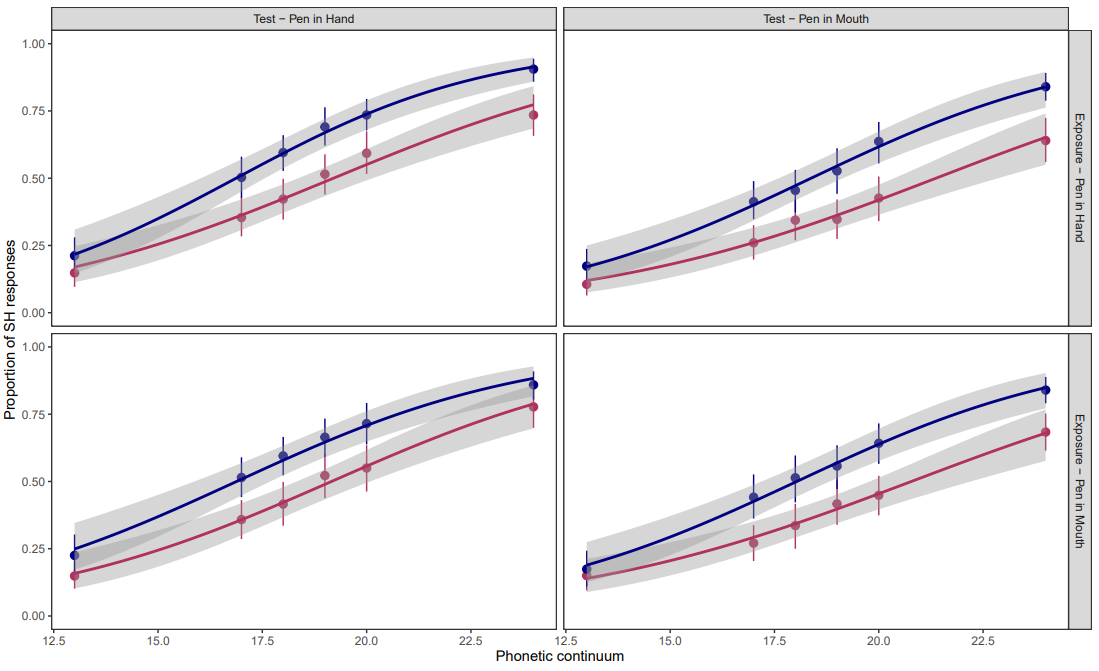 Test − Pen in Hand
Test − Pen in Mouth
1.00
0.75
0.50
0.25
0.00
Exposure − Pen in Hand
Proportion of SH responses
1.00
0.75
0.50
0.25
0.00
Exposure − Pen in Mouth
12.5 15.0 17.5 20.0 22.5
12.5 15.0 17.5 20.0 22.5
Phonetic continuum